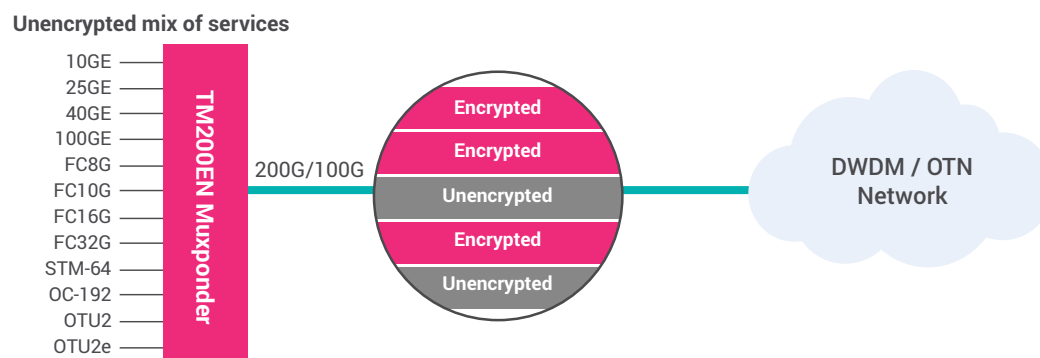 Unencrypted mix of services
10GE
25GE
40GE
100GE
FC8G
FC10G
FC16G
FC32G
STM-64
OC-192
OTU2
OTU2e
TM200EN Muxponder
200G/100G
Encrypted
Encrypted
Unencrypted
Encrypted
Unencrypted
DWDM / OTN
Network